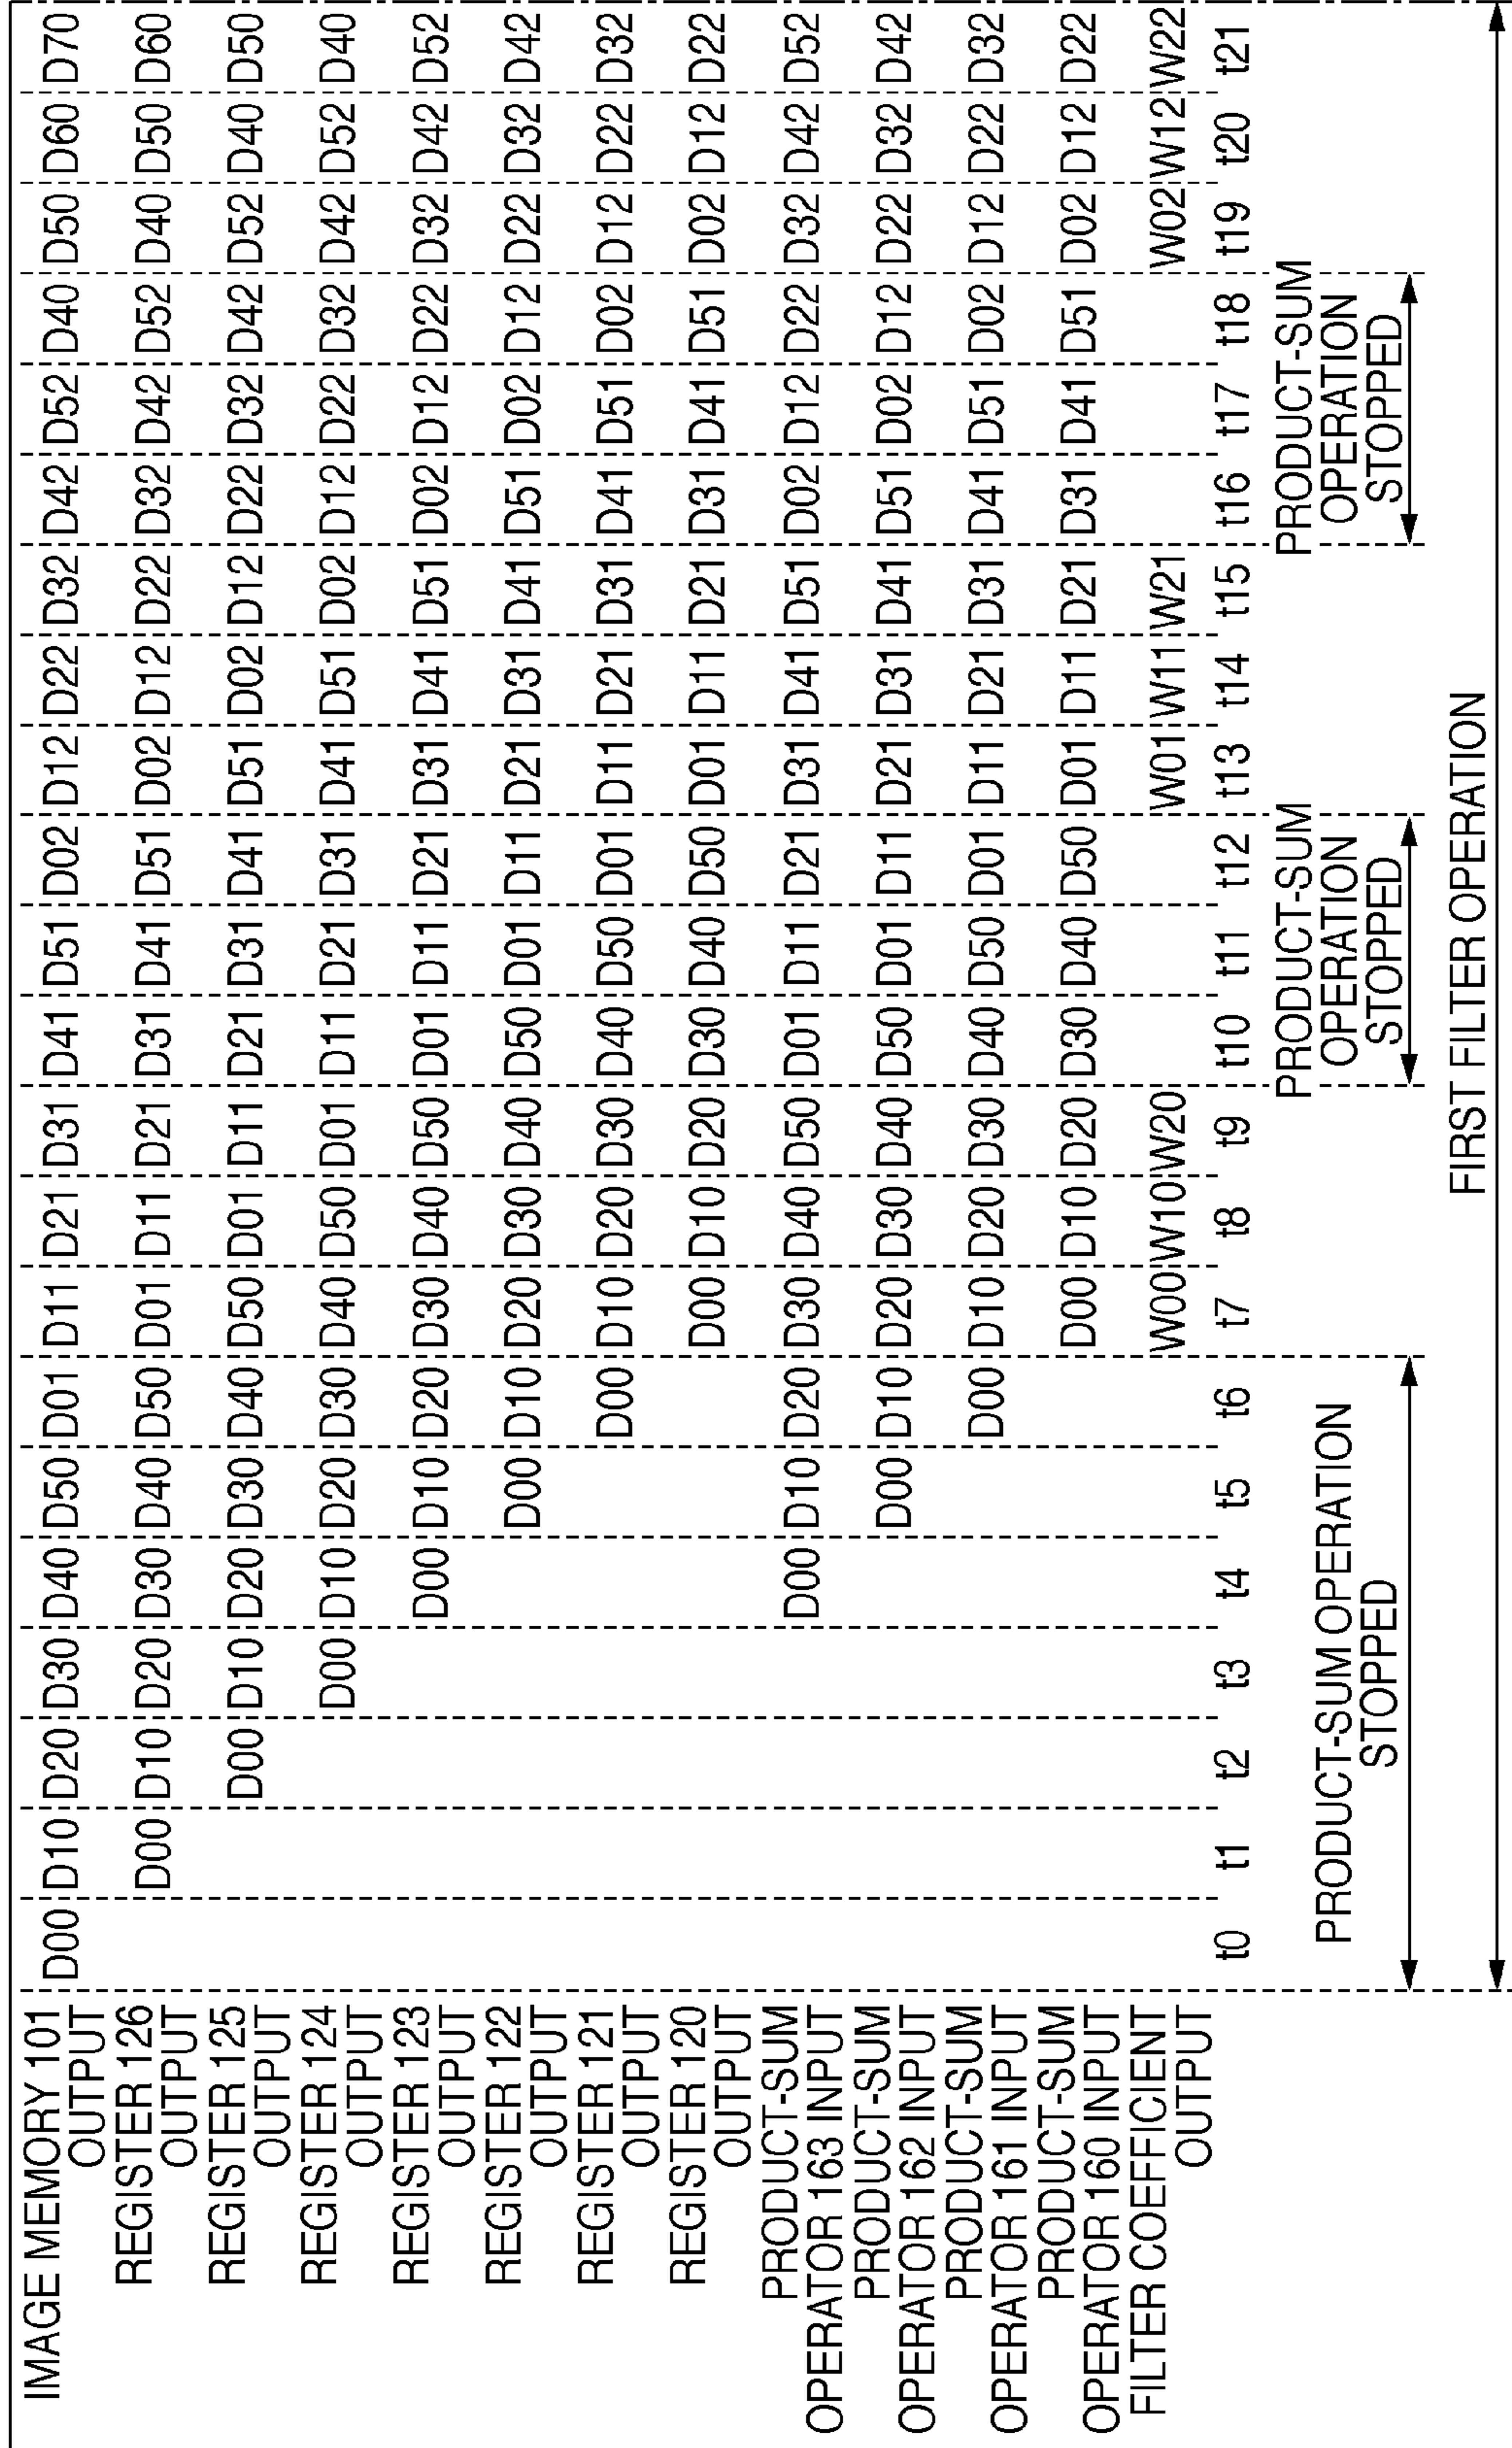 IMAGE MEMORY 101 OUTPUT D00 D10 D20 D30 D40 D50 D01 D11 D21 D31 D41 D51 D02 D12 D22 D32 D42 D52 D40 D50 D60 D70
REGISTER 126 OUTPUT D00 D10 D20 D30 D40 D50 D01 D11 D21 D31 D41 D51 D02 D12 D22 D32 D42 D52 D40 D50 D60
REGISTER 125 OUTPUT D00 D10 D20 D30 D40 D50 D01 D11 D21 D31 D41 D51 D02 D12 D22 D32 D42 D52 D40 D50
REGISTER 124 OUTPUT D00 D10 D20 D30 D40 D50 D01 D11 D21 D31 D41 D51 D02 D12 D22 D32 D42 D52 D40
REGISTER 123 OUTPUT D00 D10 D20 D30 D40 D50 D01 D11 D21 D31 D41 D51 D02 D12 D22 D32 D42 D52
REGISTER 122 OUTPUT D00 D10 D20 D30 D40 D50 D01 D11 D21 D31 D41 D51 D02 D12 D22 D32 D42
REGISTER 121 OUTPUT D00 D10 D20 D30 D40 D50 D01 D11 D21 D31 D41 D51 D02 D12 D22 D32
REGISTER 120 OUTPUT D00 D10 D20 D30 D40 D50 D01 D11 D21 D31 D41 D51 D02 D12 D22
PRODUCT-SUM OPERATOR 163 INPUT D00 D10 D20 D30 D40 D50 D01 D11 D21 D31 D41 D51 D02 D12 D22 D32 D42 D52
PRODUCT-SUM OPERATOR 162 INPUT D00 D10 D20 D30 D40 D50 D01 D11 D21 D31 D41 D51 D02 D12 D22 D32 D42
PRODUCT-SUM OPERATOR 161 INPUT D00 D10 D20 D30 D40 D50 D01 D11 D21 D31 D41 D51 D02 D12 D22 D32
PRODUCT-SUM OPERATOR 160 INPUT D00 D10 D20 D30 D40 D50 D01 D11 D21 D31 D41 D51 D02 D12 D22
FILTER COEFFICIENT OUTPUT W00 W10 W20 W01 W11 W21 W02 W12 W22
t0 t1 t2 t3 t4 t5 t6 t7 t8 t9 t10 t11 t12 t13 t14 t15 t16 t17 t18 t19 t20 t21
PRODUCT-SUM OPERATION
STOPPED
PRODUCT-SUM
OPERATION
STOPPED
PRODUCT-SUM
OPERATION
STOPPED
FIRST FILTER OPERATION